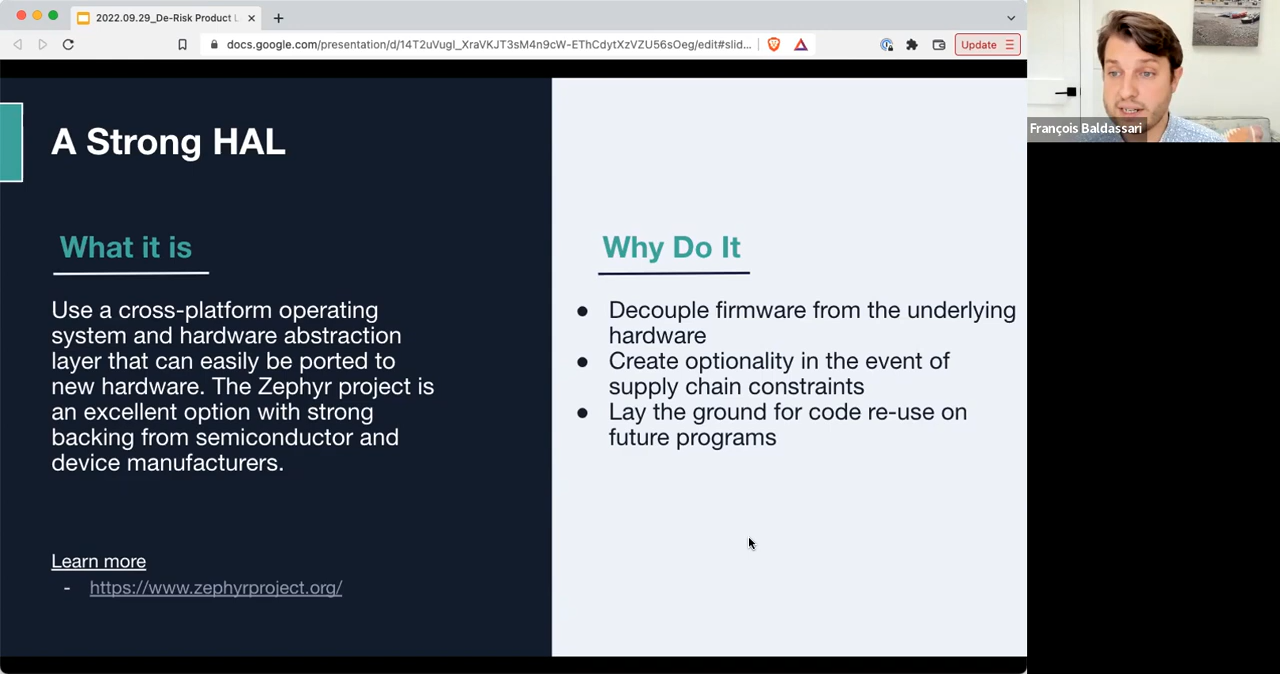 2022.09.29_De-Risk Product L
docs.google.com/presentation/d/14T2uVugI_XraVKJT3sM4n9cW-EThCdytXzVZU56sOeg/edit#slid...
Update
François Baldassari
A Strong HAL
What it is
Use a cross-platform operating
system and hardware abstraction
layer that can easily be ported to
new hardware. The Zephyr project is
an excellent option with strong
backing from semiconductor and
device manufacturers.
Learn more
- https://www.zephyrproject.org/
Why Do It
● Decouple firmware from the underlying
hardware
● Create optionality in the event of
supply chain constraints
● Lay the ground for code re-use on
future programs